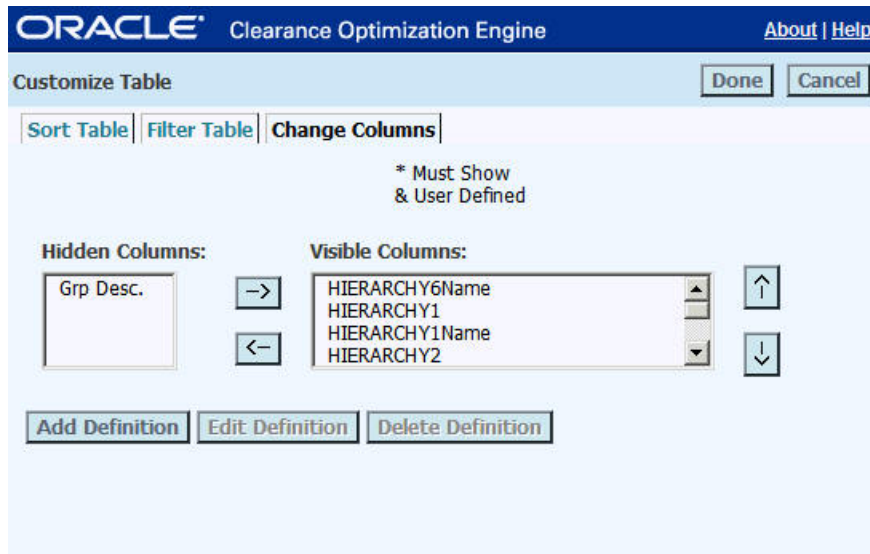 ORACLE Clearance Optimization Engine About | Help
Customize Table Done Cancel
Sort Table Filter Table Change Columns
* Must Show
& User Defined
Hidden Columns: Visible Columns:
Grp Desc. --> HIERARCHY6Name
HIERARCHY1
HIERARCHY1Name
<-- HIERARCHY2
Add Definition Edit Definition Delete Definition